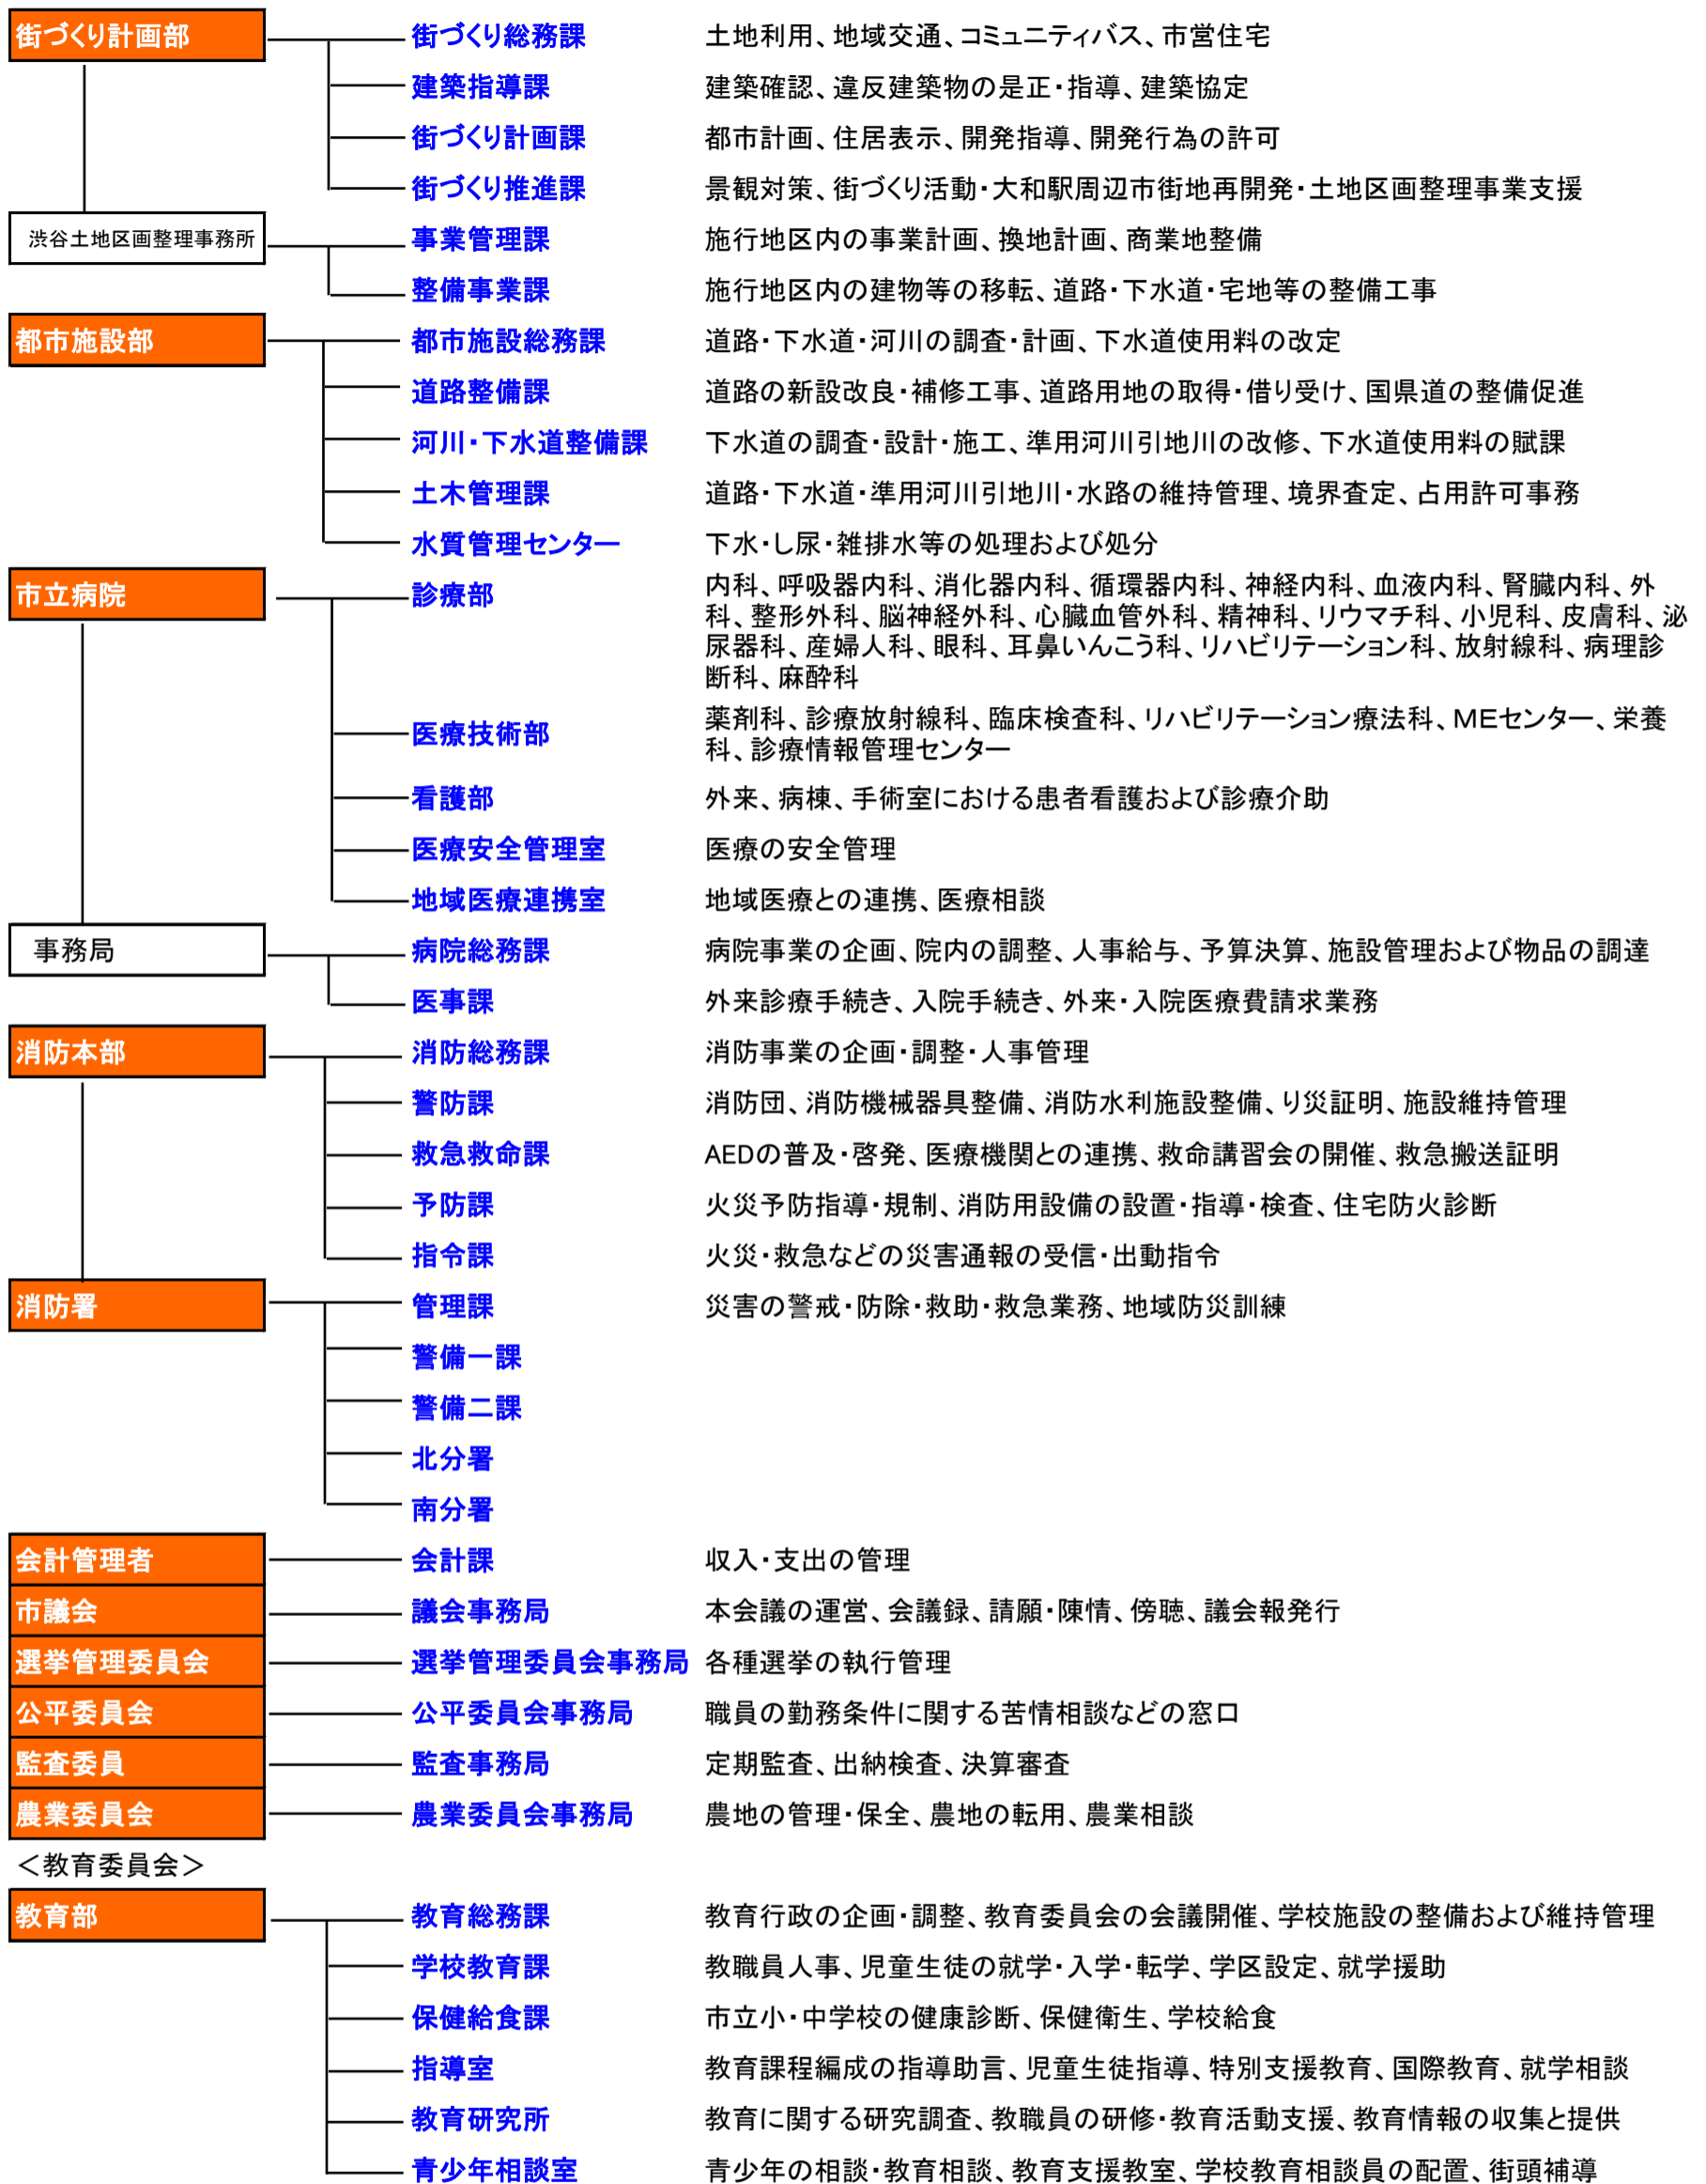 街づくり計画部 街づくり総務課 土地利用、地域交通、コミュニティバス、市営住宅
建築指導課 建築確認、違反建築物の是正・指導、建築協定
街づくり計画課 都市計画、住居表示、開発指導、開発行為の許可
街づくり推進課 景観対策、街づくり活動・大和駅周辺市街地再開発・土地区画整理事業支援
渋谷土地区画整理事務所 事業管理課 施行地区内の事業計画、換地計画、商業地整備
整備事業課 施行地区内の建物等の移転、道路・下水道・宅地等の整備工事
都市施設部 都市施設総務課 道路・下水道・河川の調査・計画、下水道使用料の改定
道路整備課 道路の新設改良・補修工事、道路用地の取得・借り受け、国県道の整備促進
河川・下水道整備課 下水道の調査・設計・施工、準用河川引地川の改修、下水道使用料の賦課
土木管理課 道路・下水道・準用河川引地川・水路の維持管理、境界査定、占用許可事務
水質管理センター 下水・し尿・雑排水等の処理および処分
市立病院 診療部 内科、呼吸器内科、消化器内科、循環器内科、神経内科、血液内科、腎臓内科、外
科、整形外科、脳神経外科、心臓血管外科、精神科、リウマチ科、小児科、皮膚科、泌
尿器科、産婦人科、眼科、耳鼻いんこう科、リハビリテーション科、放射線科、病理診
断科、麻酔科
医療技術部 薬剤科、診療放射線科、臨床検査科、リハビリテーション療法科、MEセンター、栄養
科、診療情報管理センター
看護部 外来、病棟、手術室における患者看護および診療介助
医療安全管理室 医療の安全管理
地域医療連携室 地域医療との連携、医療相談
事務局 病院総務課 病院事業の企画、院内の調整、人事給与、予算決算、施設管理および物品の調達
医事課 外来診療手続き、入院手続き、外来・入院医療費請求業務
消防本部 消防総務課 消防事業の企画・調整・人事管理
警防課 消防団、消防機械器具整備、消防水利施設整備、り災証明、施設維持管理
救急救命課 AEDの普及・啓発、医療機関との連携、救命講習会の開催、救急搬送証明
予防課 火災予防指導・規制、消防用設備の設置・指導・検査、住宅防火診断
指令課 火災・救急などの災害通報の受信・出動指令
消防署 管理課 災害の警戒・防除・救助・救急業務、地域防災訓練
警備一課
警備二課
北分署
南分署
会計管理者 会計課 収入・支出の管理
市議会 議会事務局 本会議の運営、会議録、請願・陳情、傍聴、議会報発行
選挙管理委員会 選挙管理委員会事務局 各種選挙の執行管理
公平委員会 公平委員会事務局 職員の勤務条件に関する苦情相談などの窓口
監査委員 監査事務局 定期監査、出納検査、決算審査
農業委員会 農業委員会事務局 農地の管理・保全、農地の転用、農業相談
＜教育委員会＞
教育部 教育総務課 教育行政の企画・調整、教育委員会の会議開催、学校施設の整備および維持管理
学校教育課 教職員人事、児童生徒の就学・入学・転学、学区設定、就学援助
保健給食課 市立小・中学校の健康診断、保健衛生、学校給食
指導室 教育課程編成の指導助言、児童生徒指導、特別支援教育、国際教育、就学相談
教育研究所 教育に関する研究調査、教職員の研修・教育活動支援、教育情報の収集と提供
青少年相談室 青少年の相談・教育相談、教育支援教室、学校教育相談員の配置、街頭補導